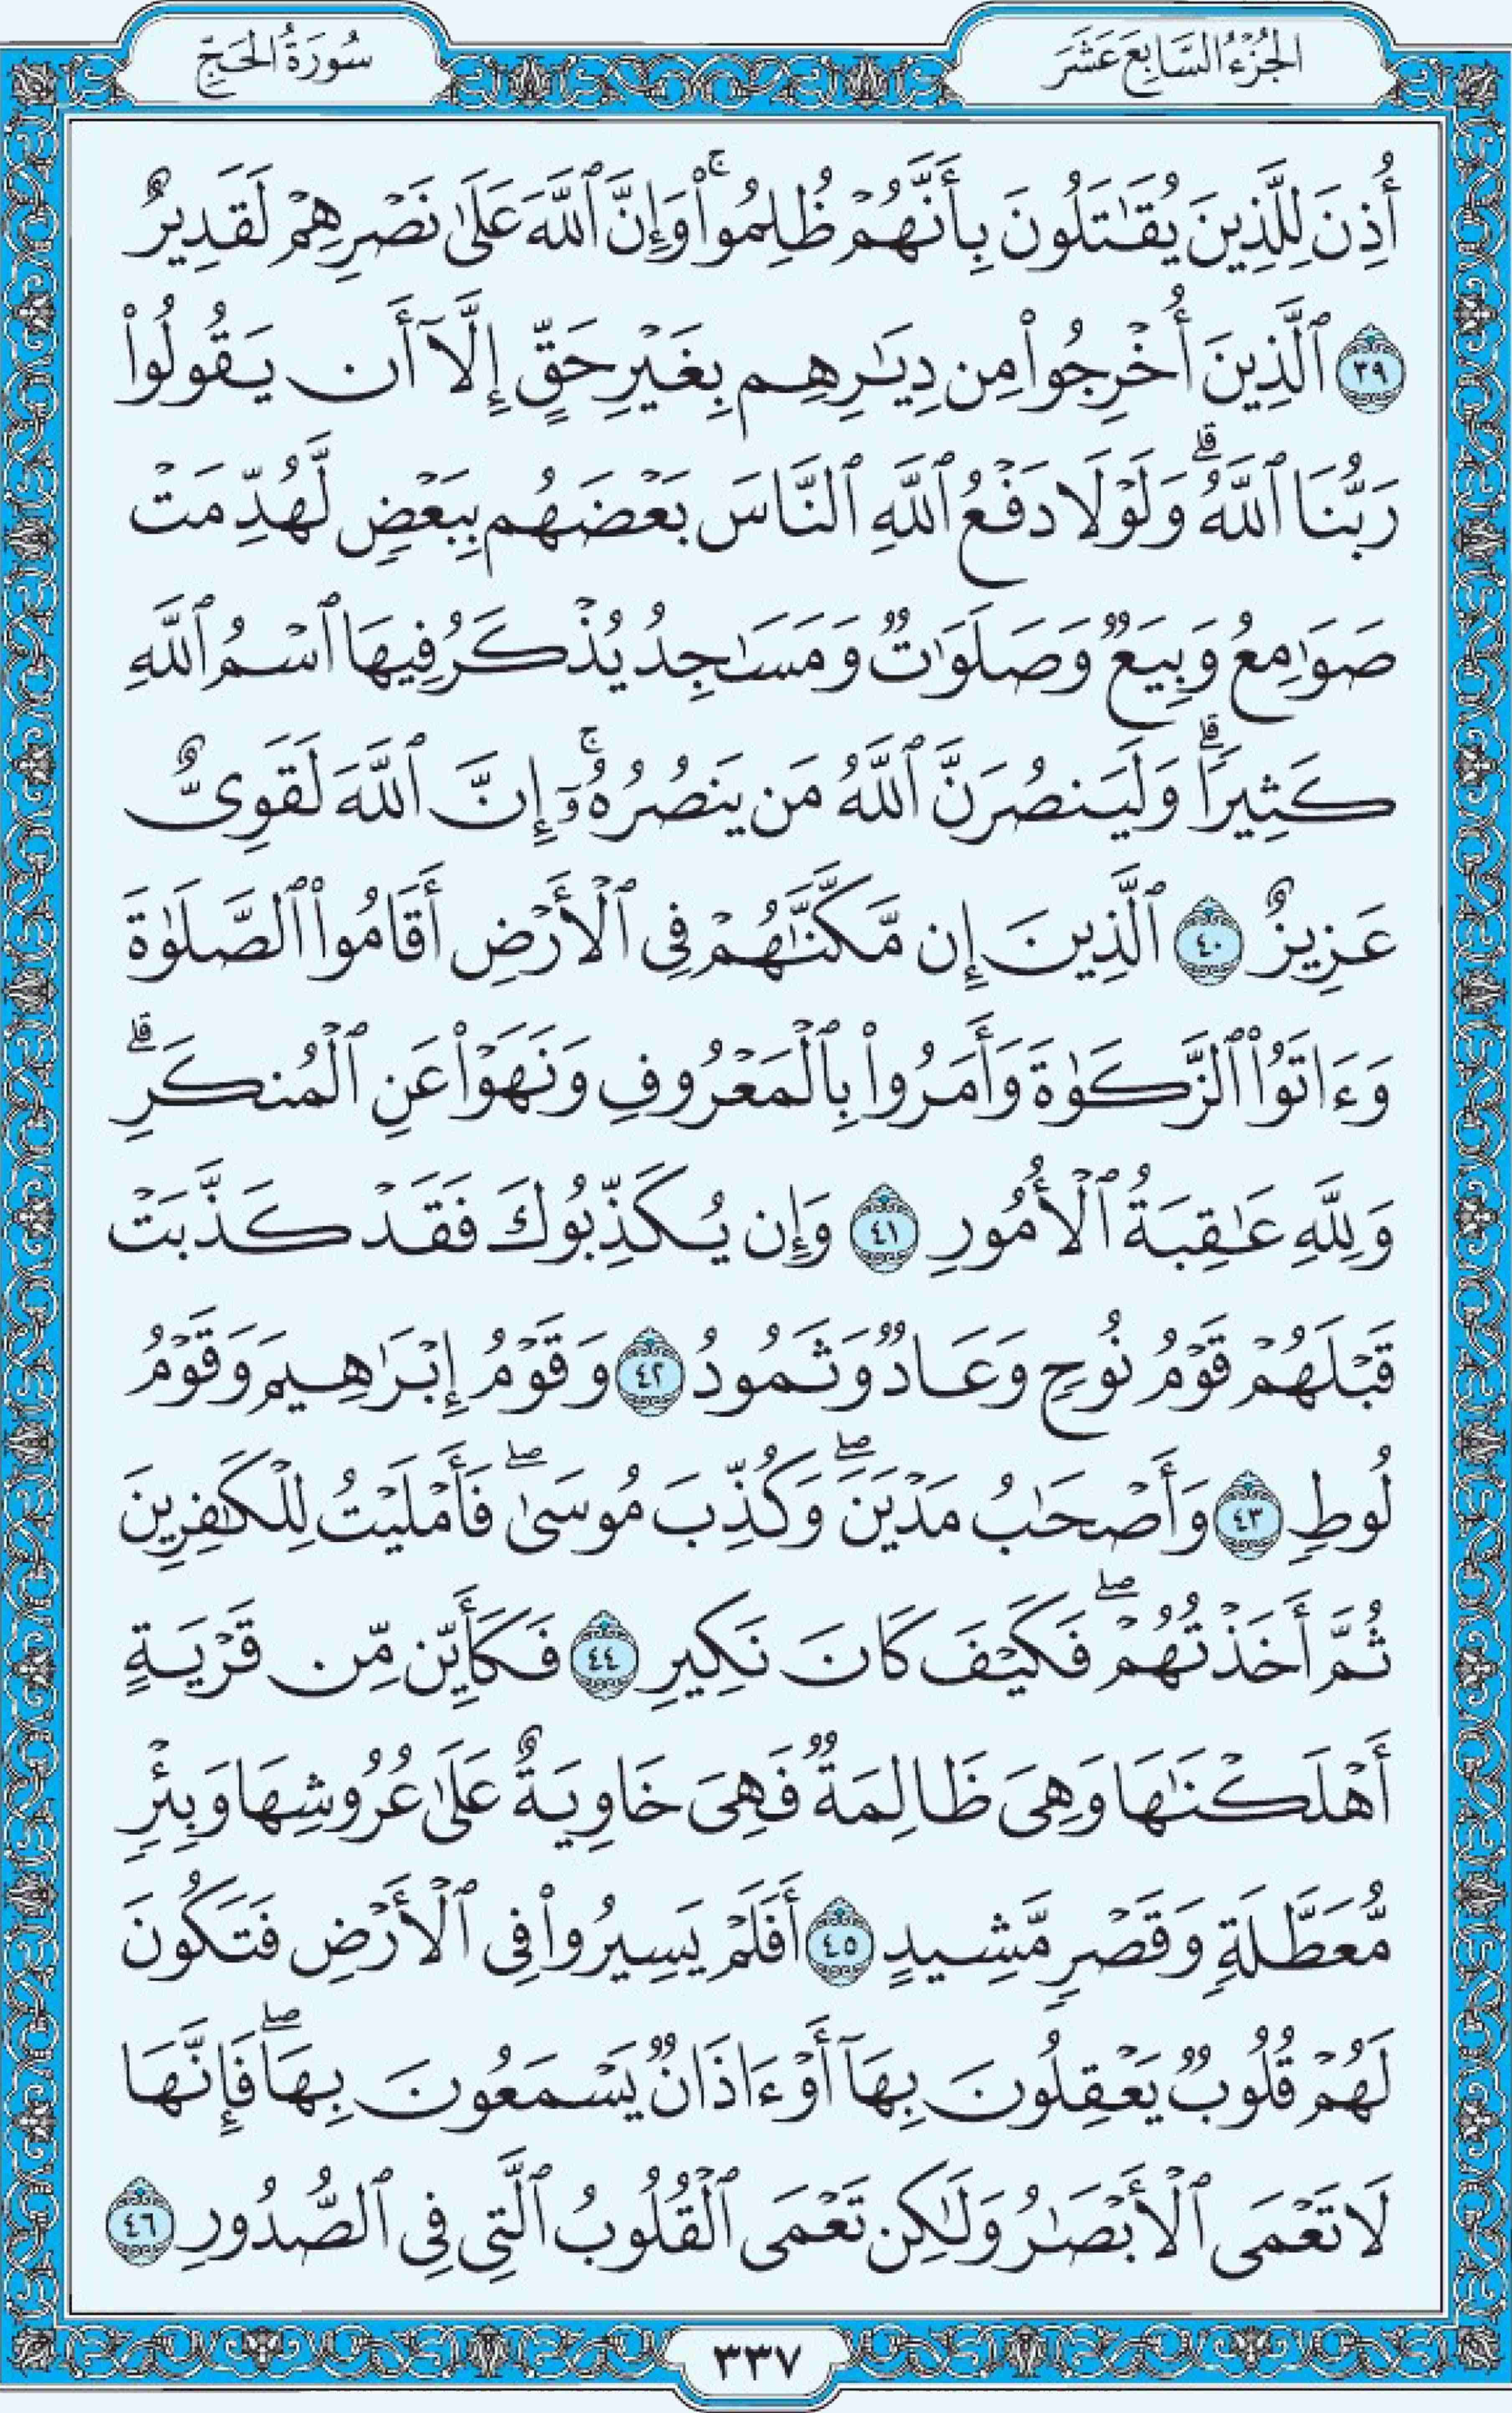 الجُزْءُ السَّابِعَ عَشَرَ
سُورَةُ الحَجِّ
أُذِنَ لِلَّذِينَ يُقَٰتَلُونَ بِأَنَّهُمۡ ظُلِمُواْۚ وَإِنَّ ٱللَّهَ عَلَىٰ نَصۡرِهِمۡ لَقَدِيرٌ
٣٩ ٱلَّذِينَ أُخۡرِجُواْ مِن دِيَٰرِهِم بِغَيۡرِ حَقٍّ إِلَّآ أَن يَقُولُواْ
رَبُّنَا ٱللَّهُۗ وَلَوۡلَا دَفۡعُ ٱللَّهِ ٱلنَّاسَ بَعۡضَهُم بِبَعۡضٖ لَّهُدِّمَتۡ
صَوَٰمِعُ وَبِيَعٞ وَصَلَوَٰتٞ وَمَسَٰجِدُ يُذۡكَرُ فِيهَا ٱسۡمُ ٱللَّهِ
كَثِيرٗاۗ وَلَيَنصُرَنَّ ٱللَّهُ مَن يَنصُرُهُۥٓۚ إِنَّ ٱللَّهَ لَقَوِيٌّ
عَزِيزٌ ٤٠ ٱلَّذِينَ إِن مَّكَّنَّٰهُمۡ فِي ٱلۡأَرۡضِ أَقَامُواْ ٱلصَّلَوٰةَ
وَءَاتَوُاْ ٱلزَّكَوٰةَ وَأَمَرُواْ بِٱلۡمَعۡرُوفِ وَنَهَوۡاْ عَنِ ٱلۡمُنكَرِۗ
وَلِلَّهِ عَٰقِبَةُ ٱلۡأُمُورِ ٤١ وَإِن يُكَذِّبُوكَ فَقَدۡ كَذَّبَتۡ
قَبۡلَهُمۡ قَوۡمُ نُوحٖ وَعَادٞ وَثَمُودُ ٤٢ وَقَوۡمُ إِبۡرَٰهِيمَ وَقَوۡمُ
لُوطٖ ٤٣ وَأَصۡحَٰبُ مَدۡيَنَۖ وَكُذِّبَ مُوسَىٰۖ فَأَمۡلَيۡتُ لِلۡكَٰفِرِينَ
ثُمَّ أَخَذۡتُهُمۡۖ فَكَيۡفَ كَانَ نَكِيرِ ٤٤ فَكَأَيِّن مِّن قَرۡيَةٍ
أَهۡلَكۡنَٰهَا وَهِيَ ظَالِمَةٞ فَهِيَ خَاوِيَةٌ عَلَىٰ عُرُوشِهَا وَبِئۡرٖ
مُّعَطَّلَةٖ وَقَصۡرٖ مَّشِيدٍ ٤٥ أَفَلَمۡ يَسِيرُواْ فِي ٱلۡأَرۡضِ فَتَكُونَ
لَهُمۡ قُلُوبٞ يَعۡقِلُونَ بِهَآ أَوۡ ءَاذَانٞ يَسۡمَعُونَ بِهَاۖ فَإِنَّهَا
لَا تَعۡمَى ٱلۡأَبۡصَٰرُ وَلَٰكِن تَعۡمَى ٱلۡقُلُوبُ ٱلَّتِي فِي ٱلصُّدُورِ ٤٦
٣٣٧